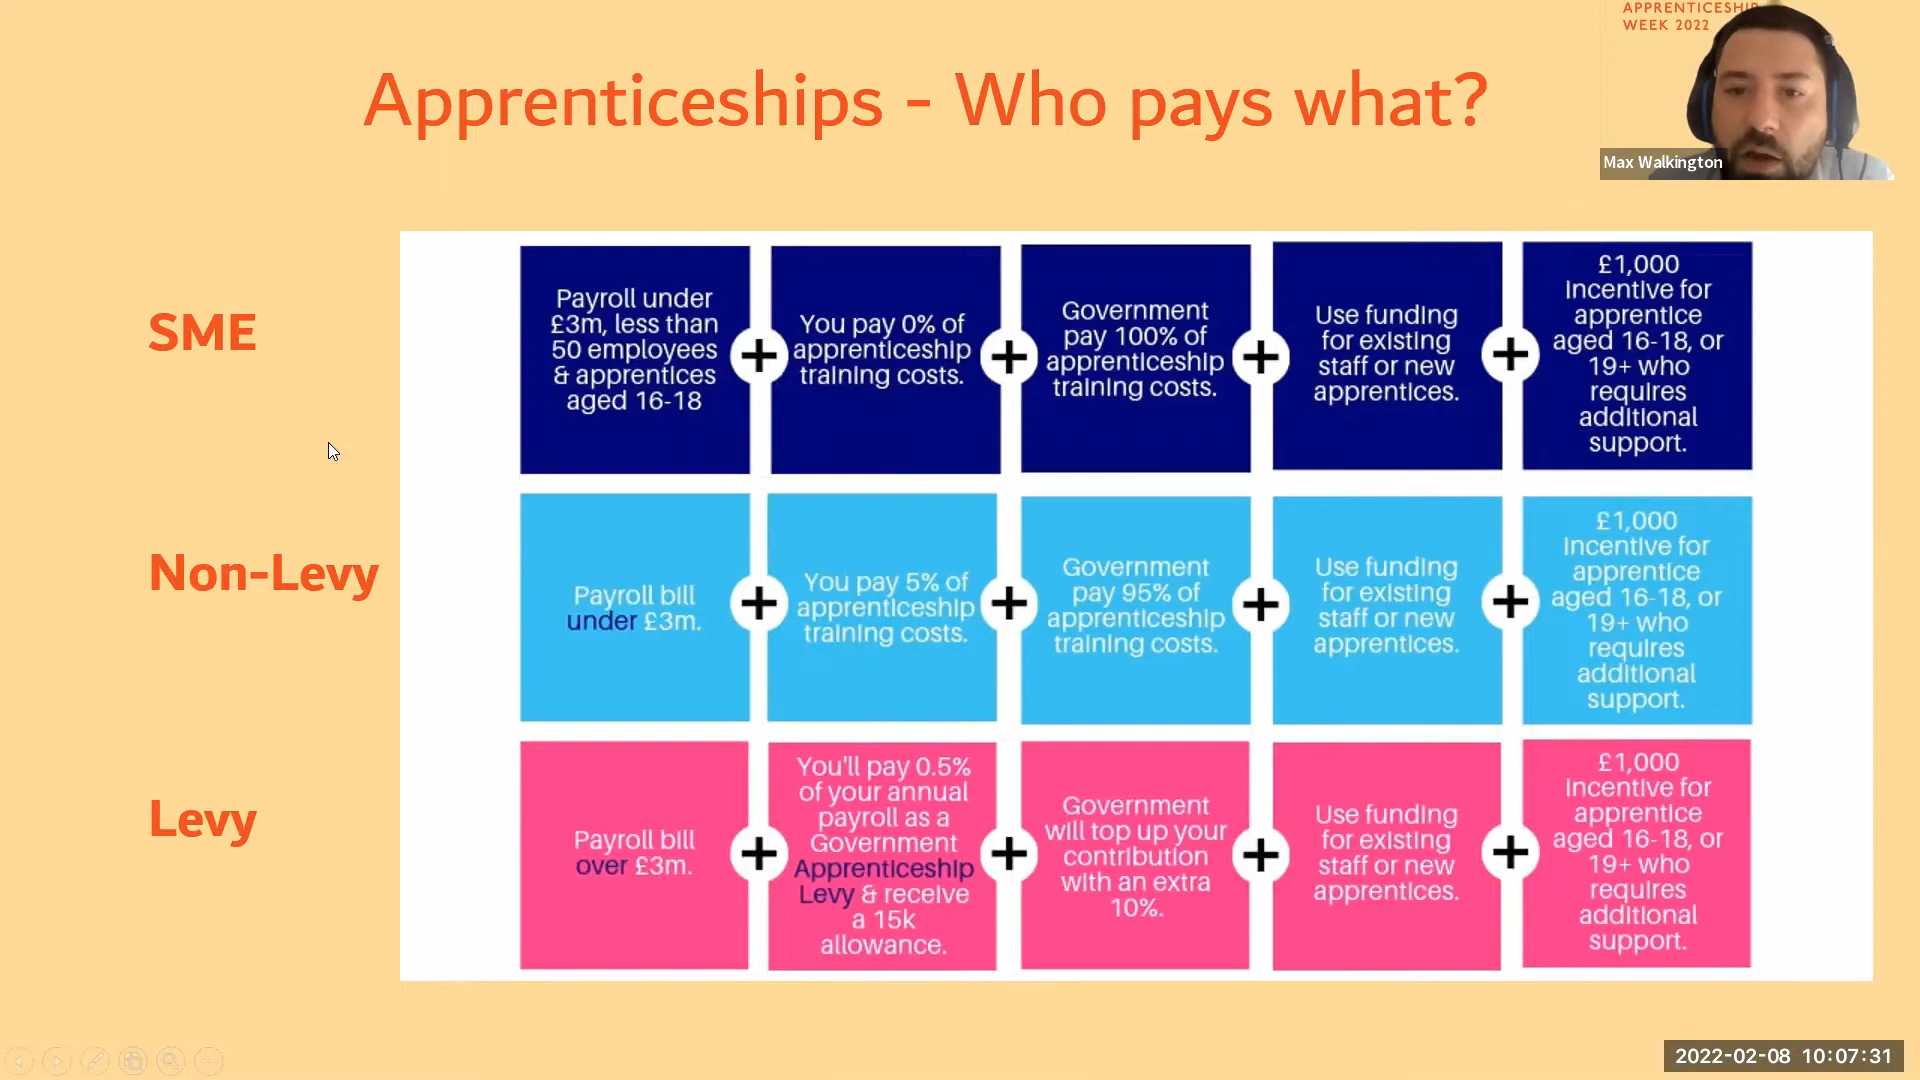 APPRENTICESHIP
WEEK 2022
Apprenticeships - Who pays what?
Max Walkington
SME
Payroll under
£3m, less than
50 employees
& apprentices
aged 16-18
You pay 0% of
apprenticeship
training costs.
Government
pay 100% of
apprenticeship
training costs.
Use funding
for existing
staff or new
apprentices.
£1,000
Incentive for
apprentice
aged 16-18, or
19+ who
requires
additional
support.
Non-Levy
Payroll bill
under £3m.
You pay 5% of
apprenticeship
training costs.
Government
pay 95% of
apprenticeship
training costs.
Use funding
for existing
staff or new
apprentices.
£1,000
Incentive for
apprentice
aged 16-18, or
19+ who
requires
additional
support.
Levy
Payroll bill
over £3m.
You'll pay 0.5%
of your annual
payroll as a
Government
Apprenticeship
Levy & receive
a 15k
allowance.
Government
will top up your
contribution
with an extra
10%.
Use funding
for existing
staff or new
apprentices.
£1,000
Incentive for
apprentice
aged 16-18, or
19+ who
requires
additional
support.
2022-02-08 10:07:31